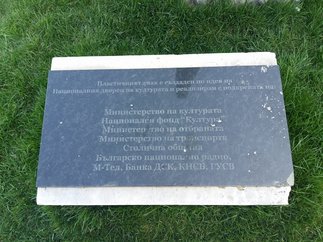 Пластичният знак е създаден по идея на
Националния дворец на културата и реализиран с подкрепата на:
Министерство на културата
Национален фонд "Култура"
Министерство на отбраната
Министерство на транспорта
Столична община
Българско национално радио,
М-Тел, Банка ДСК, КНСБ, ГУСВ